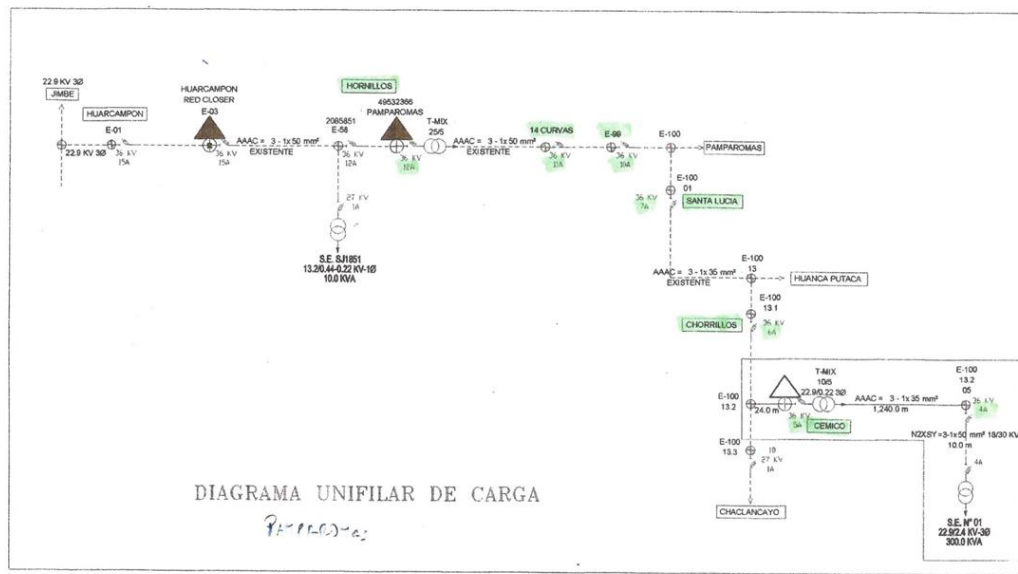 22.9 KV 3Ø
JIMBE
22.9 KV 3Ø
HUARCAMPON
E-01
36 KV
15A
HUARCAMPON
RED CLOSER
E-03
36 KV
15A
AAAC = 3 - 1x50 mm²
EXISTENTE
2085851
E-58
36 KV
12A
27 KV
1A
S.E. SJ1851
13.2/0.44-0.22 KV-1Ø
10.0 KVA
HORNILLOS
49532366
PAMPAROMAS
36 KV
12A
T-MIX
25/5
AAAC = 3 - 1x50 mm²
EXISTENTE
14 CURVAS
36 KV
11A
E-99
36 KV
10A
E-100
PAMPAROMAS
E-100
01
36 KV
7A
SANTA LUCIA
AAAC = 3 - 1x35 mm²
EXISTENTE
E-100
13
HUANCA PUTACA
E-100
13.1
CHORRILLOS
36 KV
6A
E-100
13.2
24.0 m
36 KV
5A
T-MIX
10/5
22.9/0.22 3Ø
CEMICO
AAAC = 3 - 1x35 mm²
1,240.0 m
E-100
13.2
05
36 KV
4A
N2XSY =3-1x50 mm² 18/30 KV
10.0 m
4A
S.E. Nº 01
22.9/2.4 KV-3Ø
300.0 KVA
E-100
13.3
10
27 KV
1A
CHACLANCAYO
DIAGRAMA UNIFILAR DE CARGA